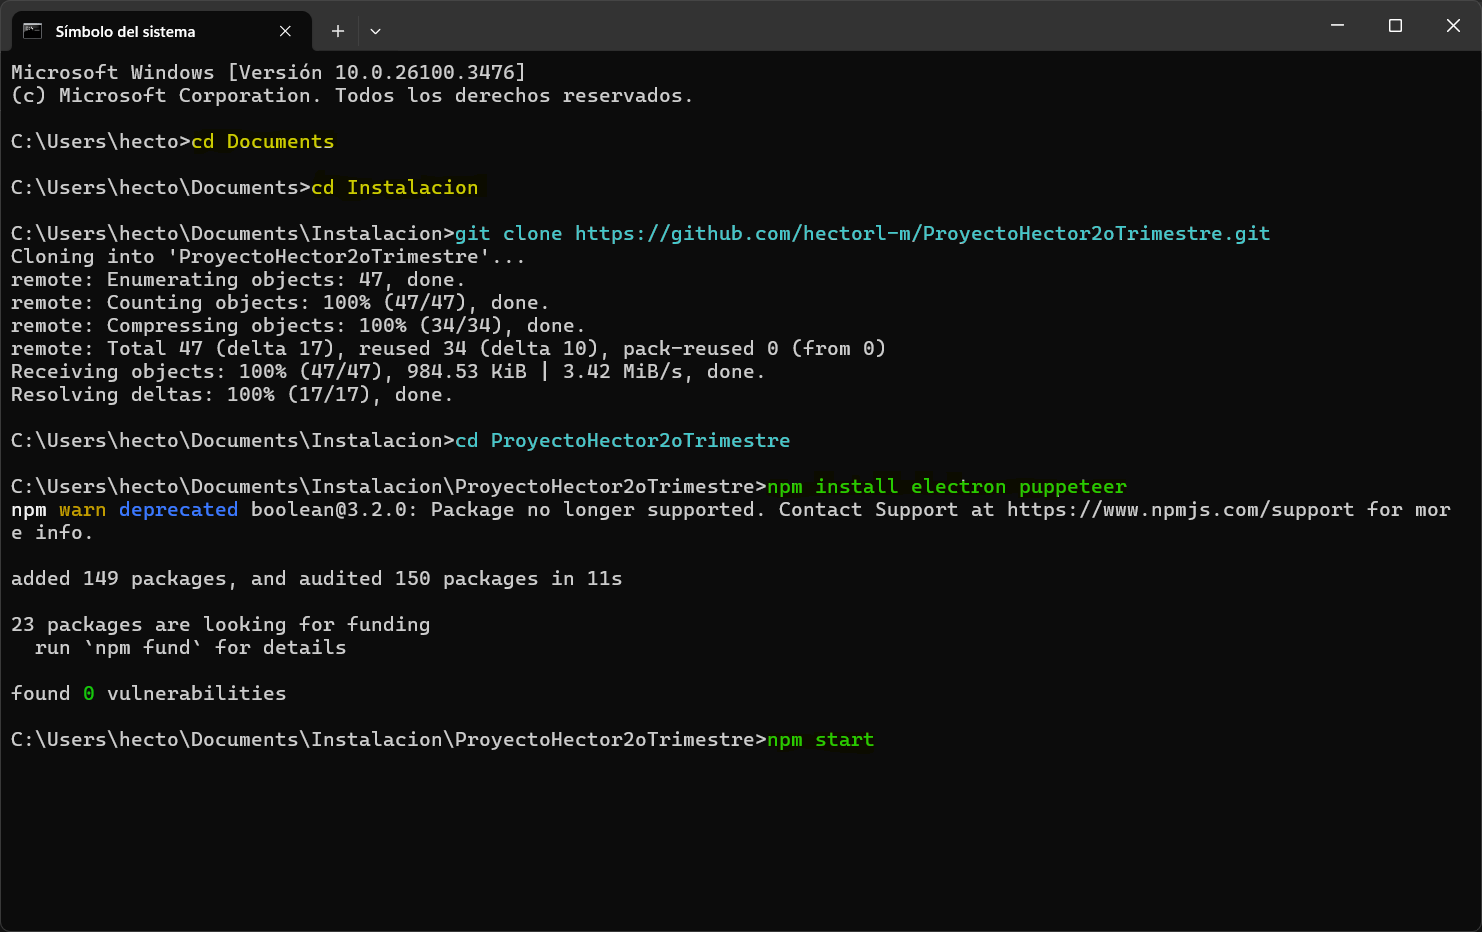 Símbolo del sistema
Microsoft Windows [Versión 10.0.26100.3476]
(c) Microsoft Corporation. Todos los derechos reservados.
C:\Users\hecto>cd Documents
C:\Users\hecto\Documents>cd Instalacion
C:\Users\hecto\Documents\Instalacion>git clone https://github.com/hectorl-m/ProyectoHector2oTrimestre.git
Cloning into 'ProyectoHector2oTrimestre'...
remote: Enumerating objects: 47, done.
remote: Counting objects: 100% (47/47), done.
remote: Compressing objects: 100% (34/34), done.
remote: Total 47 (delta 17), reused 34 (delta 10), pack-reused 0 (from 0)
Receiving objects: 100% (47/47), 984.53 KiB | 3.42 MiB/s, done.
Resolving deltas: 100% (17/17), done.
C:\Users\hecto\Documents\Instalacion>cd ProyectoHector2oTrimestre
C:\Users\hecto\Documents\Instalacion\ProyectoHector2oTrimestre>npm install electron puppeteer
npm warn deprecated boolean@3.2.0: Package no longer supported. Contact Support at https://www.npmjs.com/support for mor
e info.
added 149 packages, and audited 150 packages in 11s
23 packages are looking for funding
  run `npm fund` for details
found 0 vulnerabilities
C:\Users\hecto\Documents\Instalacion\ProyectoHector2oTrimestre>npm start